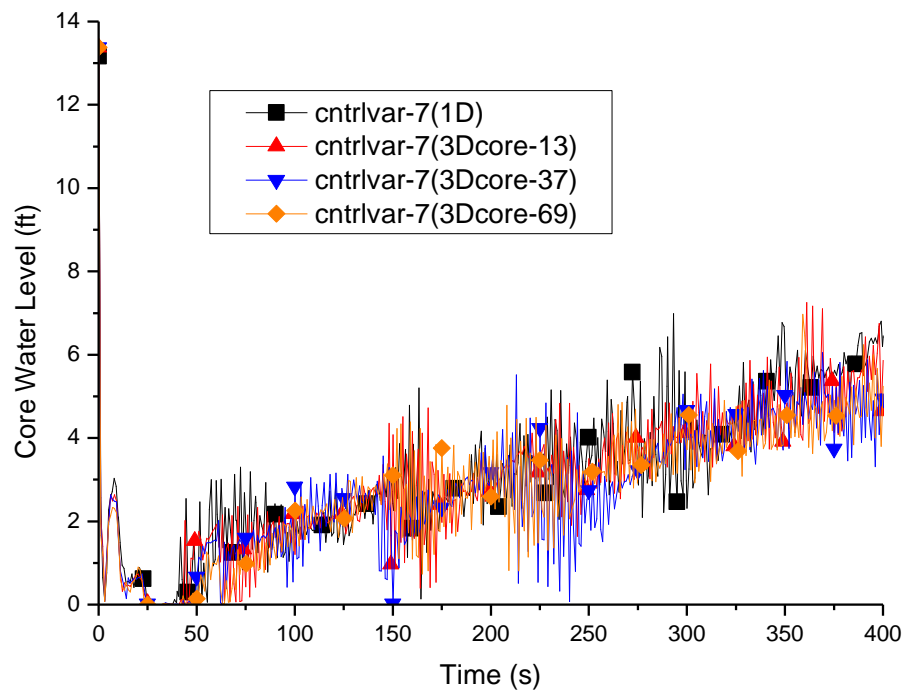 14
12
10
8
6
4
2
0
Core Water Level (ft)
cntrlvar-7(1D)
cntrlvar-7(3Dcore-13)
cntrlvar-7(3Dcore-37)
cntrlvar-7(3Dcore-69)
0 50 100 150 200 250 300 350 400
Time (s)